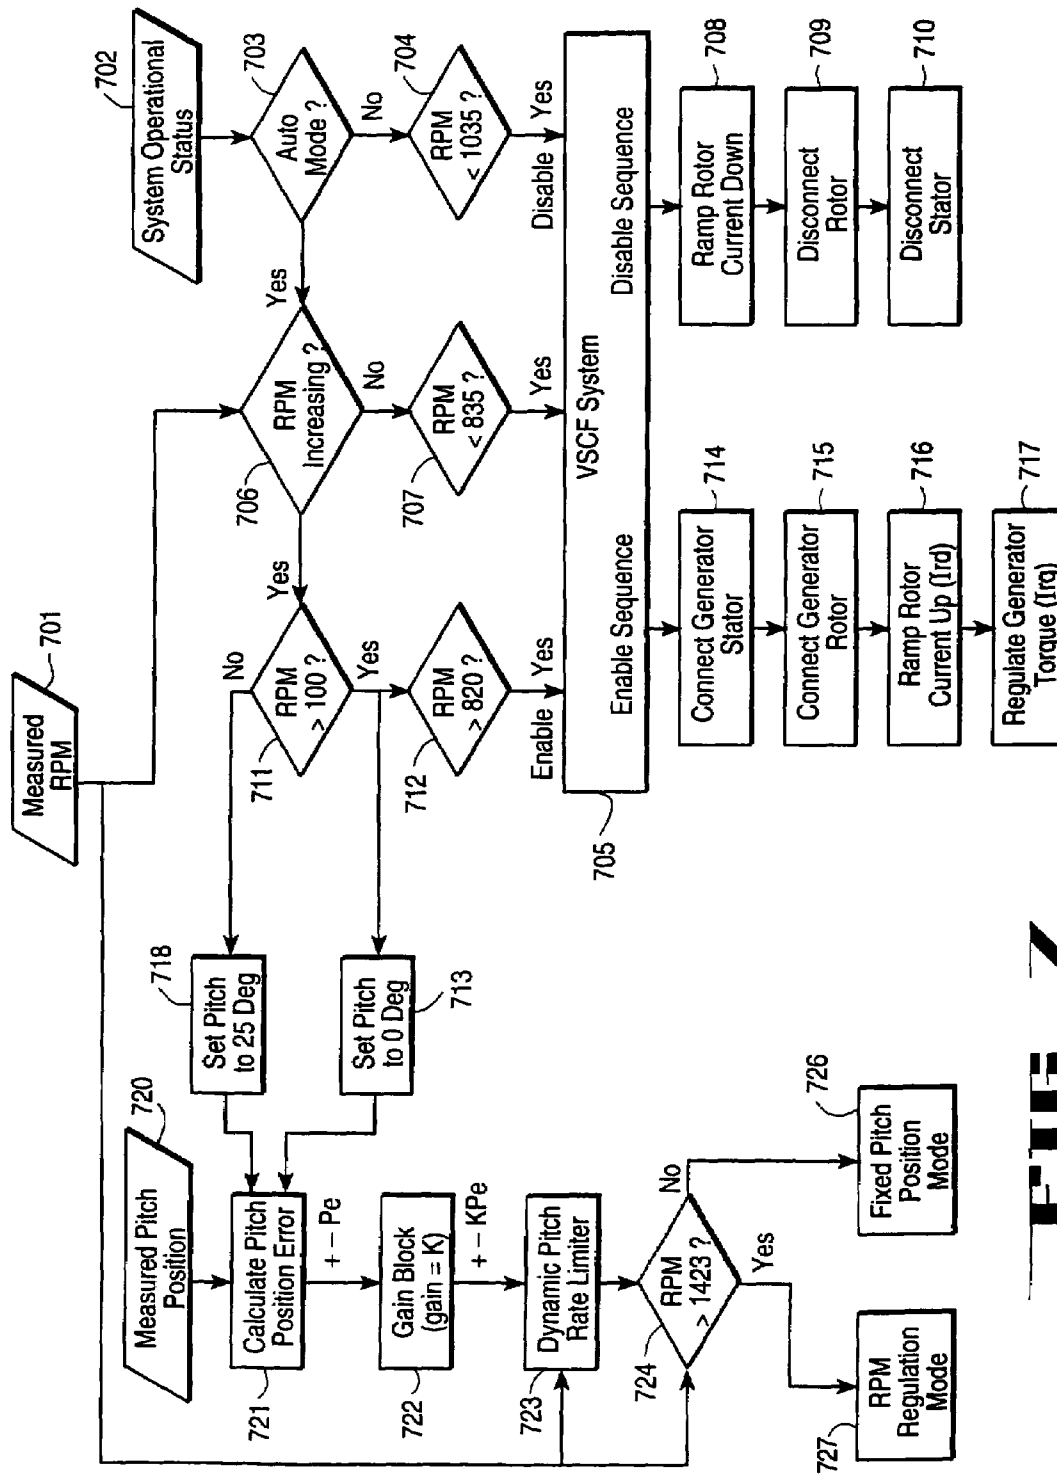 702
System Operational
Status
703
Auto
Mode ?
No
704
RPM
< 1035 ?
Yes
Disable
Yes
701
Measured
RPM
706
RPM
Increasing ?
No
707
RPM
< 835 ?
Yes
Yes
711
RPM
> 100 ?
No
Yes
712
RPM
> 820 ?
Yes
Enable
705
VSCF System
Enable Sequence
Disable Sequence
708
Ramp Rotor
Current Down
709
Disconnect
Rotor
710
Disconnect
Stator
714
Connect Generator
Stator
715
Connect Generator
Rotor
716
Ramp Rotor
Current Up (Ird)
717
Regulate Generator
Torque (Irq)
718
Set Pitch
to 25 Deg
713
Set Pitch
to 0 Deg
720
Measured Pitch
Position
721
Calculate Pitch
Position Error
+ – Pe
722
Gain Block
(gain = K)
+ – KPe
723
Dynamic Pitch
Rate Limiter
724
RPM
> 1423 ?
No
Yes
726
Fixed Pitch
Position
Mode
727
RPM
Regulation
Mode